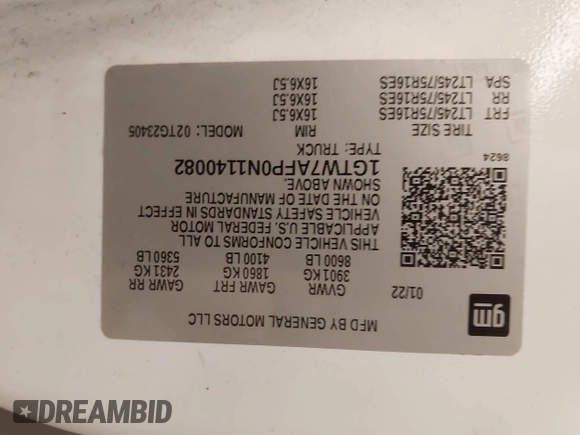 gm
MFD BY GENERAL MOTORS LLC
01/22
GVWR GAWR FRT GAWR RR
3901 KG 1860 KG 2431 KG
8600 LB 4100 LB 5360 LB
THIS VEHICLE CONFORMS TO ALL
APPLICABLE U.S. FEDERAL MOTOR
VEHICLE SAFETY STANDARDS IN EFFECT
ON THE DATE OF MANUFACTURE
SHOWN ABOVE.
1GTW7AFP0N1140082
TYPE: TRUCK
8624
MODEL: 02TG23405
TIRE SIZE RIM
FRT LT245/75R16ES 16X6.5J
RR LT245/75R16ES 16X6.5J
SPA LT245/75R16ES 16X6.5J
DREAMBID